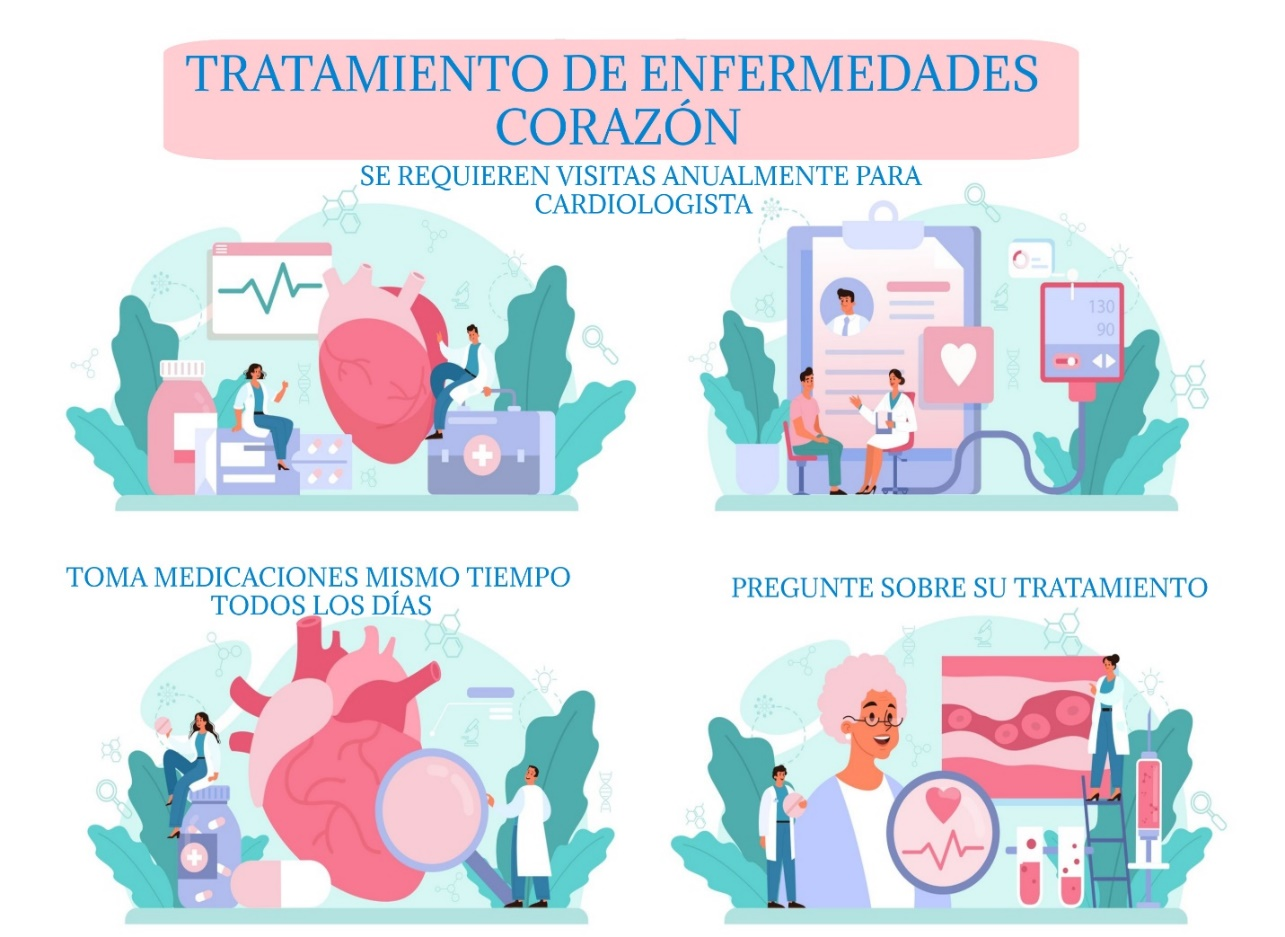 TRATAMIENTO DE ENFERMEDADES
CORAZÓN
SE REQUIEREN VISITAS ANUALMENTE PARA
CARDIOLOGISTA
130
90
TOMA MEDICACIONES MISMO TIEMPO
TODOS LOS DÍAS
PREGUNTE SOBRE SU TRATAMIENTO